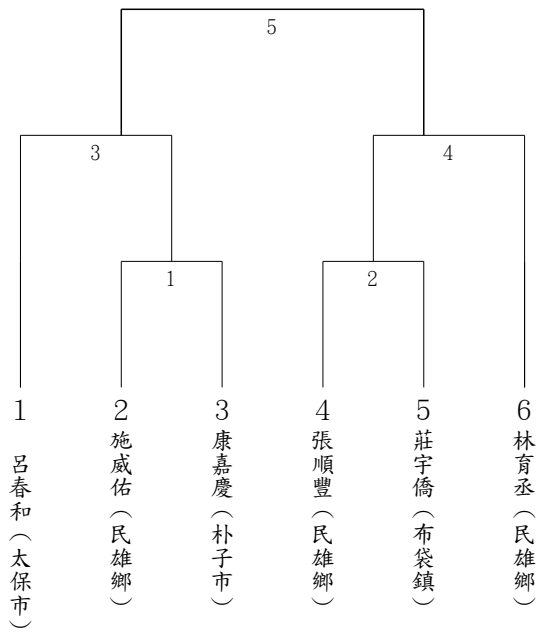 5
3
4
1
2
1
呂春和（太保市）
2
施威佑（民雄鄉）
3
康嘉慶（朴子市）
4
張順豐（民雄鄉）
5
莊宇僑（布袋鎮）
6
林育丞（民雄鄉）